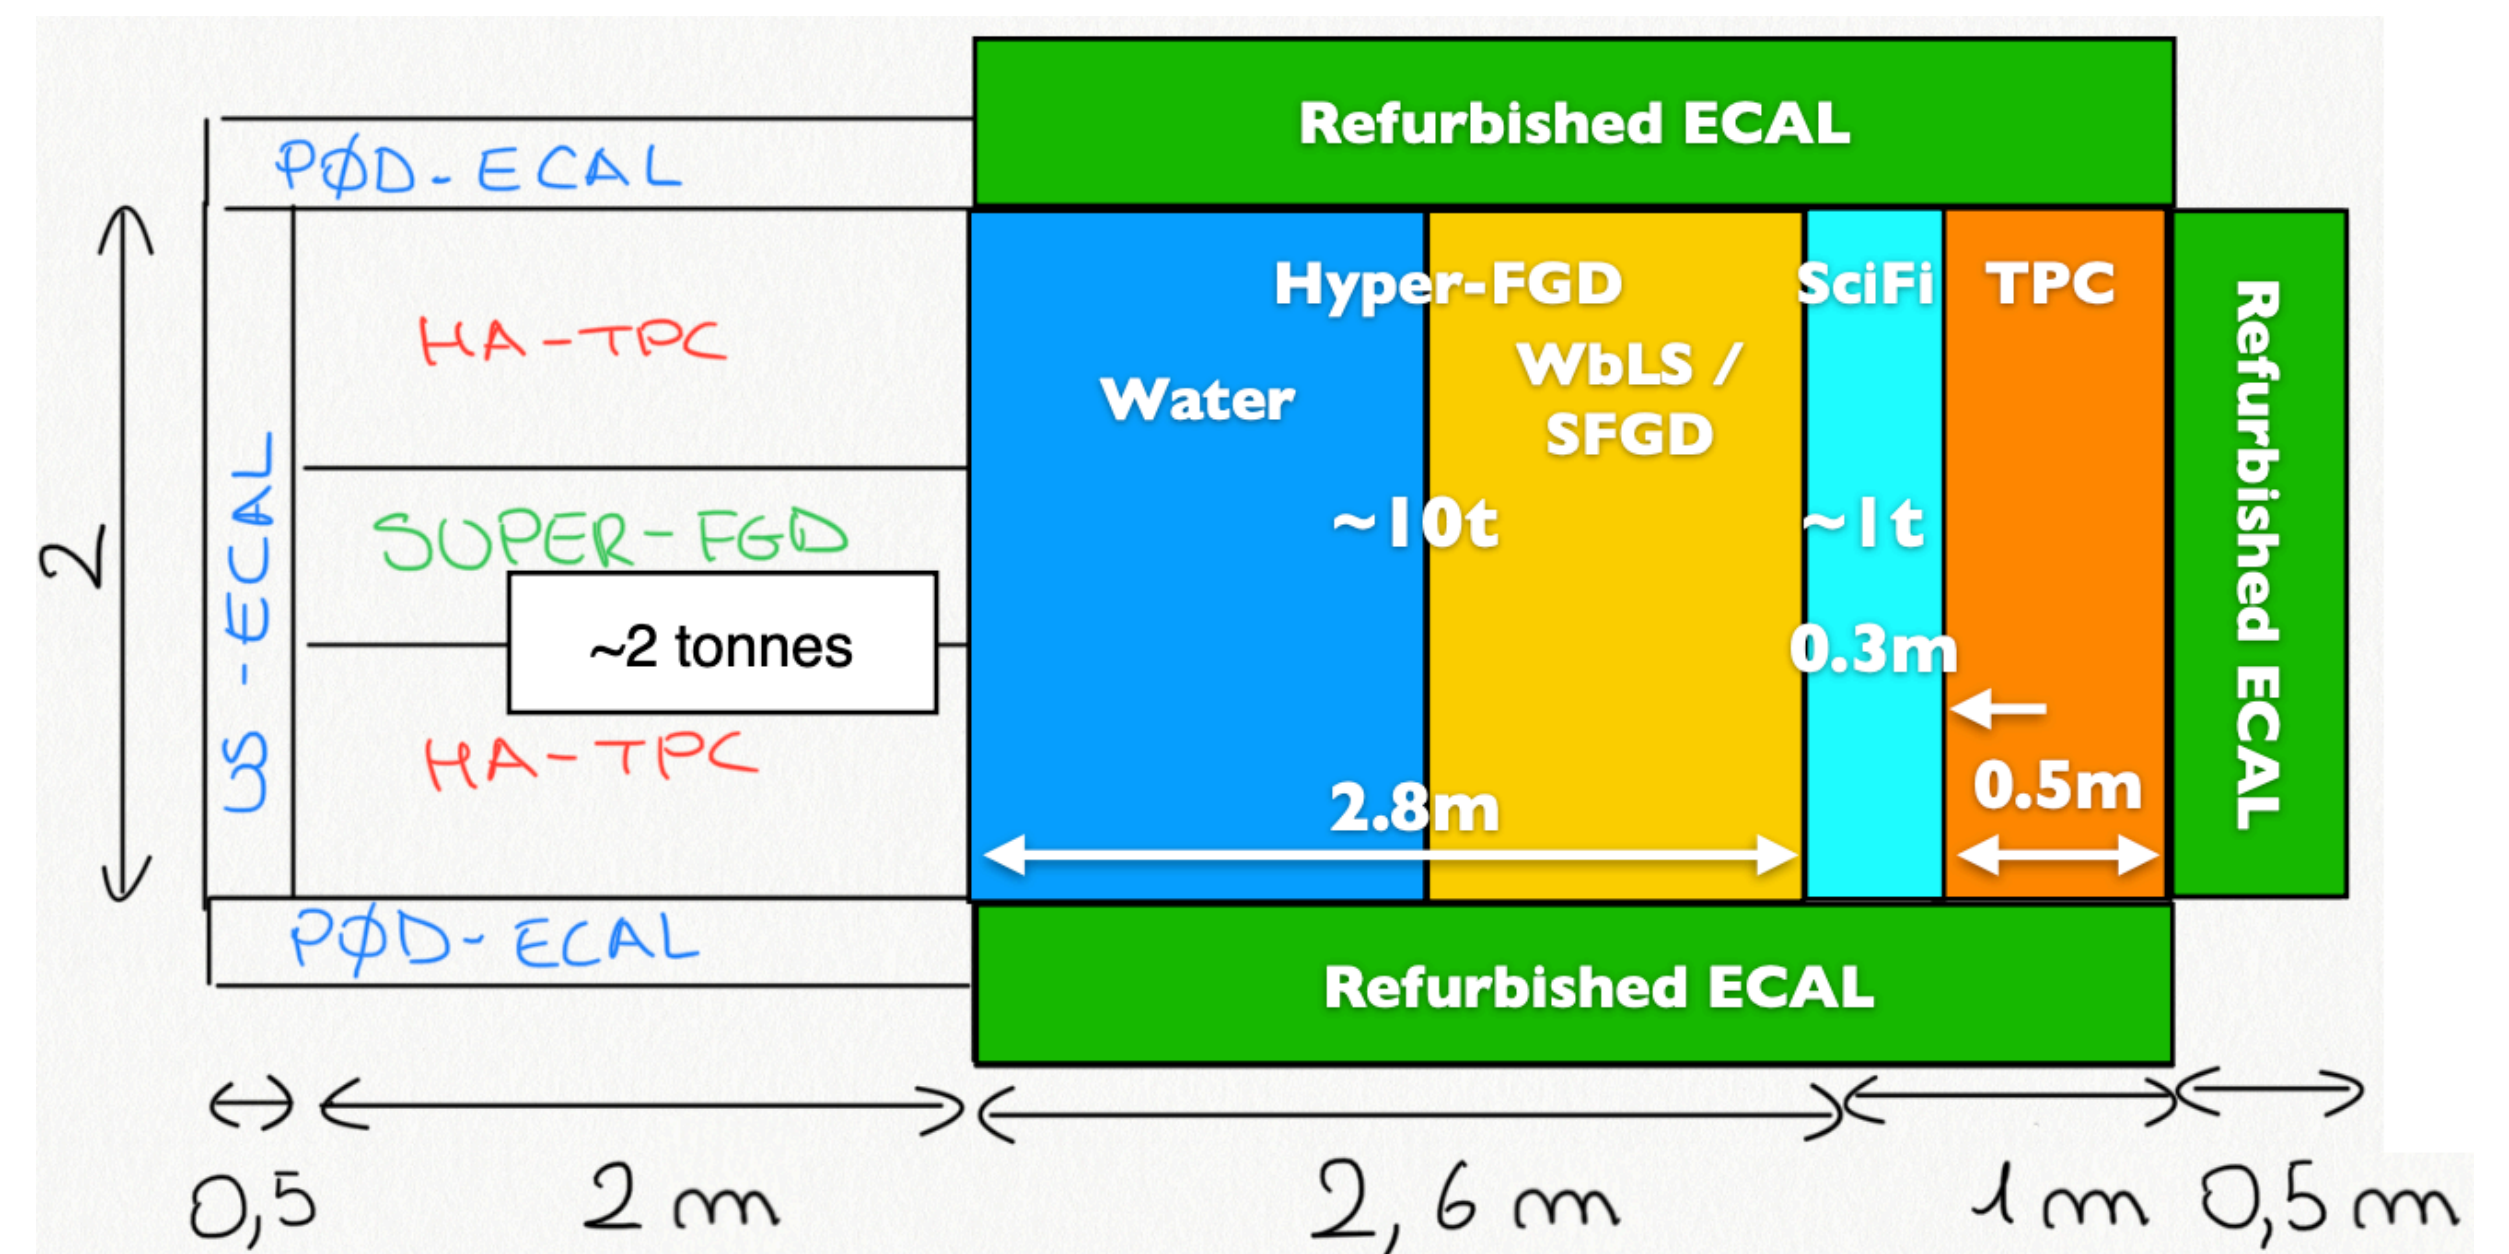 Refurbished ECAL
PØD-ECAL
Hyper-FGD
SciFi
TPC
HA-TPC
WbLS /
SFGD
Water
Refurbished ECAL
US-ECAL
SUPER-FGD
~10t
~1t
2
~2 tonnes
0.3m
HA-TPC
0.5m
2.8m
PØD-ECAL
Refurbished ECAL
0,5
2 m
2,6 m
1 m
0,5 m